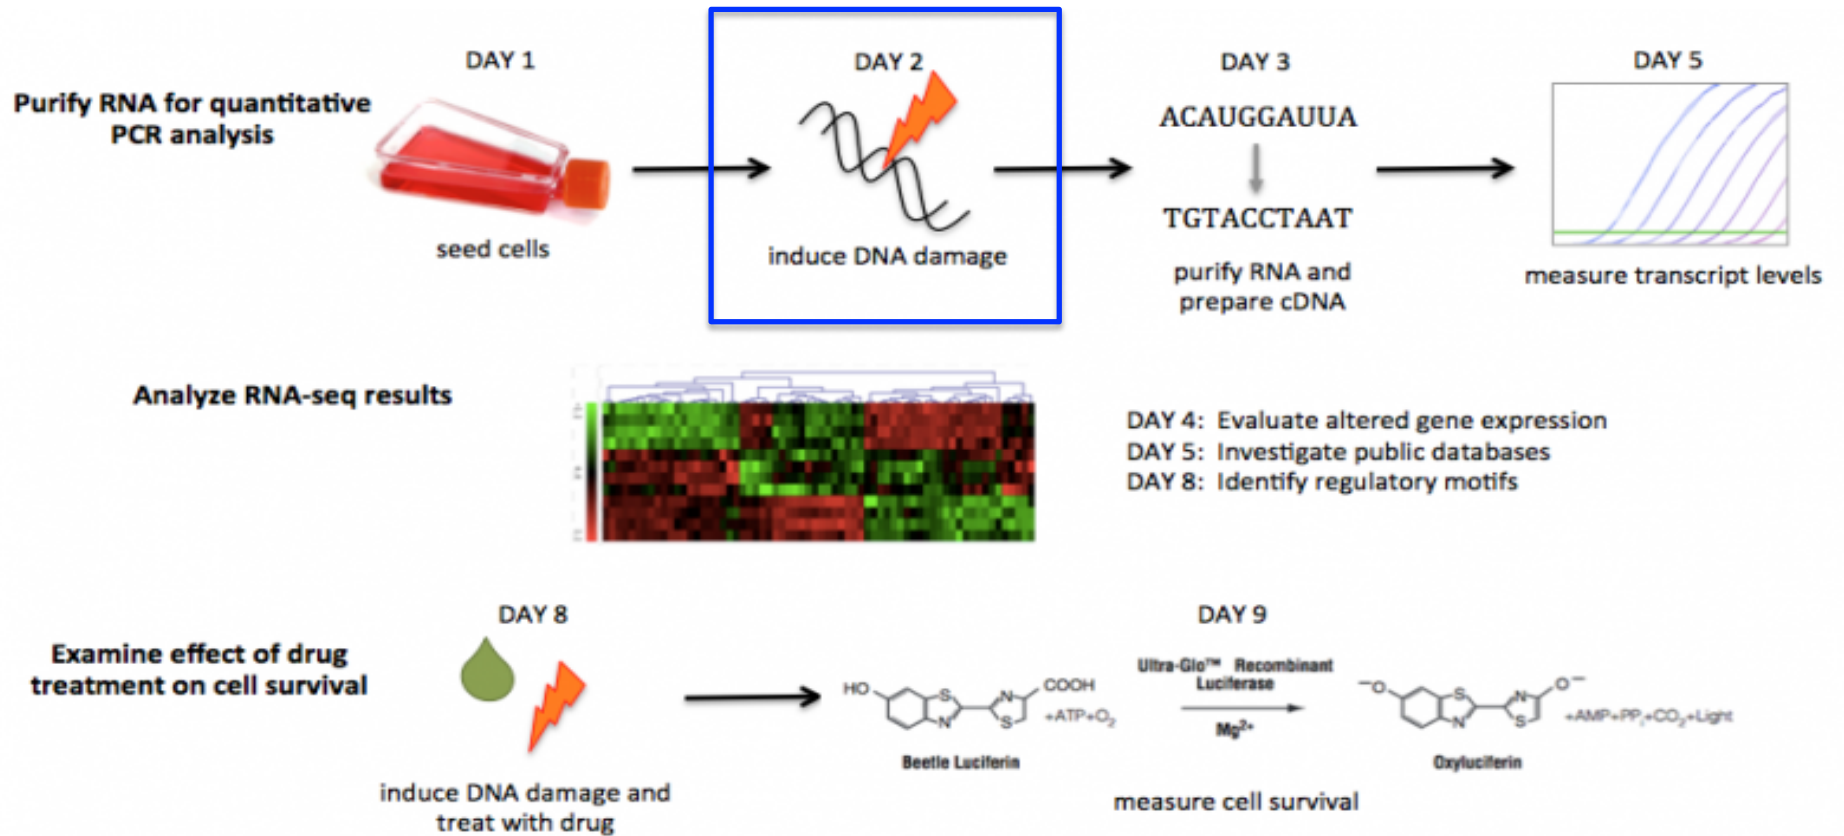 DAY 1
DAY 2
DAY 3
DAY 5
Purify RNA for quantitative
PCR analysis
ACAUGGAUUA
TGTACCTAAT
seed cells
induce DNA damage
purify RNA and
prepare cDNA
measure transcript levels
Analyze RNA-seq results
DAY 4: Evaluate altered gene expression
DAY 5: Investigate public databases
DAY 8: Identify regulatory motifs
DAY 8
DAY 9
Examine effect of drug
treatment on cell survival
HO
S
N
N
S
COOH
+ATP+O₂
Beetle Luciferin
Ultra-Glo™ Recombinant
Luciferase
Mg²⁺
⁻O
S
N
N
S
O⁻
+AMP+PPᵢ+CO₂+Light
Oxyluciferin
induce DNA damage and
treat with drug
measure cell survival